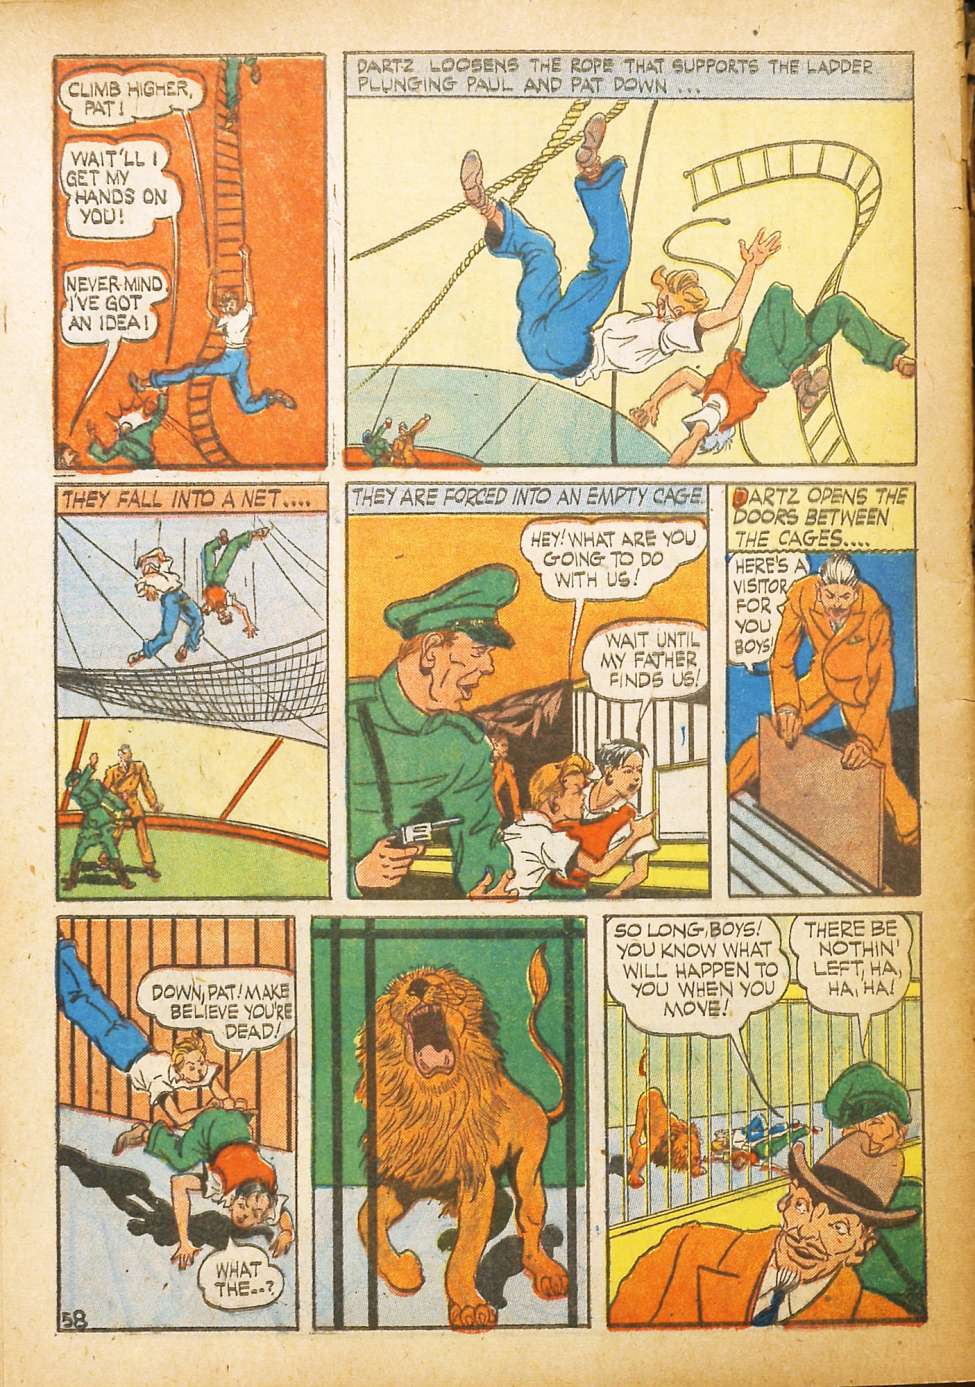 CLIMB HIGHER,
PAT!
WAIT'LL I
GET MY
HANDS ON
YOU!
NEVER MIND
I'VE GOT
AN IDEA!
DARTZ LOOSENS THE ROPE THAT SUPPORTS THE LADDER
PLUNGING PAUL AND PAT DOWN ...
THEY FALL INTO A NET....
THEY ARE FORCED INTO AN EMPTY CAGE
HEY! WHAT ARE YOU
GOING TO DO
WITH US!
WAIT UNTIL
MY FATHER
FINDS US!
DARTZ OPENS THE
DOORS BETWEEN
THE CAGES....
HERE'S A
VISITOR
FOR
YOU
BOYS!
DOWN, PAT! MAKE
BELIEVE YOU'RE
DEAD!
WHAT
THE--?
SO LONG, BOYS!
YOU KNOW WHAT
WILL HAPPEN TO
YOU WHEN YOU
MOVE!
THERE BE
NOTHIN'
LEFT, HA,
HA, HA!
58